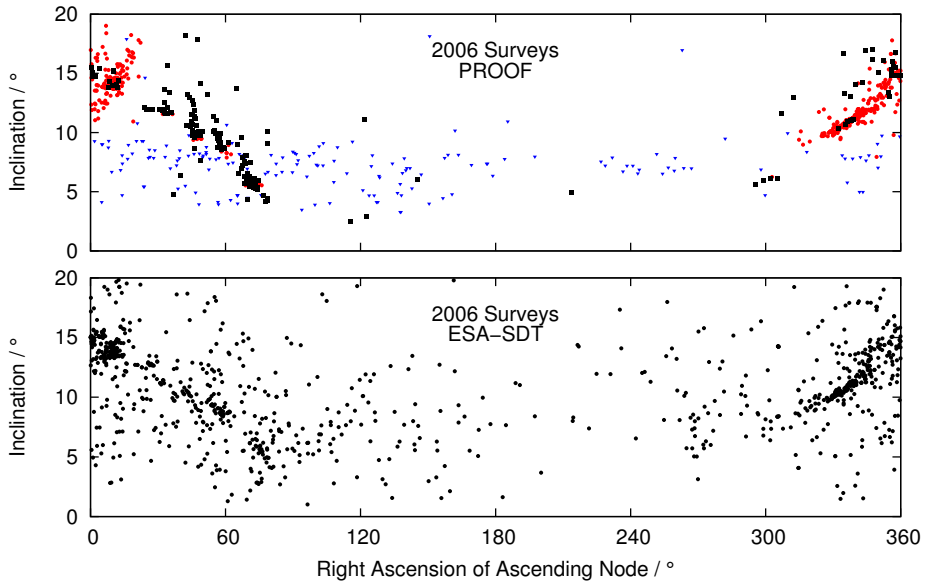 20
15
10
5
0
Inclination / °
2006 Surveys
PROOF
20
15
10
5
0
Inclination / °
2006 Surveys
ESA−SDT
0 60 120 180 240 300 360
Right Ascension of Ascending Node / °